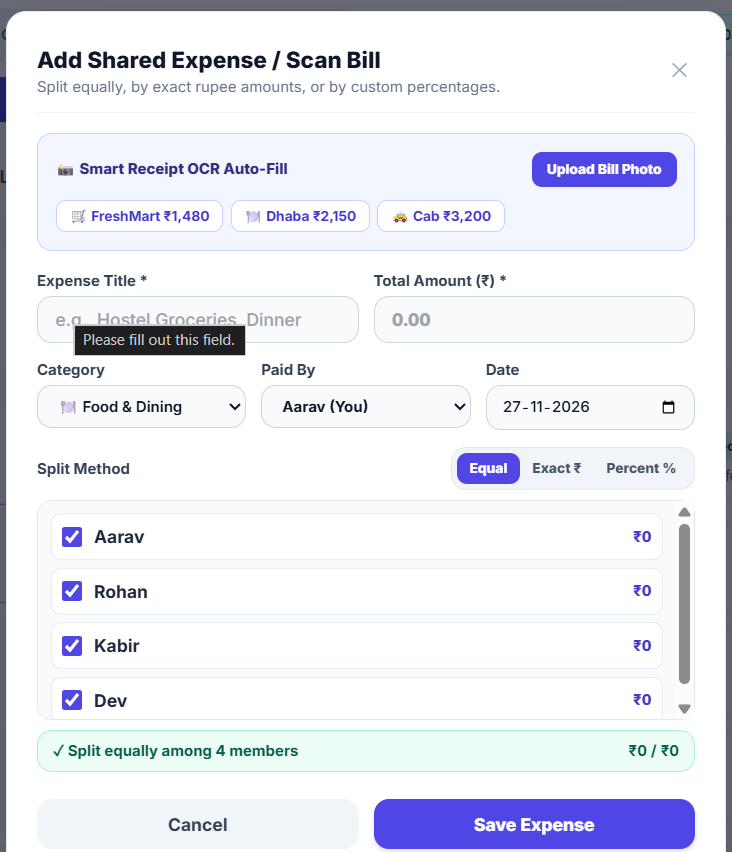 Add Shared Expense / Scan Bill
Split equally, by exact rupee amounts, or by custom percentages.
Smart Receipt OCR Auto-Fill
Upload Bill Photo
FreshMart ₹1,480 Dhaba ₹2,150 Cab ₹3,200
Expense Title * Total Amount (₹) *
e.g., Hostel Groceries, Dinner 0.00
Please fill out this field.
Category Paid By Date
Food & Dining Aarav (You) 27-11-2026
Split Method Equal Exact ₹ Percent %
Aarav ₹0
Rohan ₹0
Kabir ₹0
Dev ₹0
✓ Split equally among 4 members ₹0 / ₹0
Cancel Save Expense